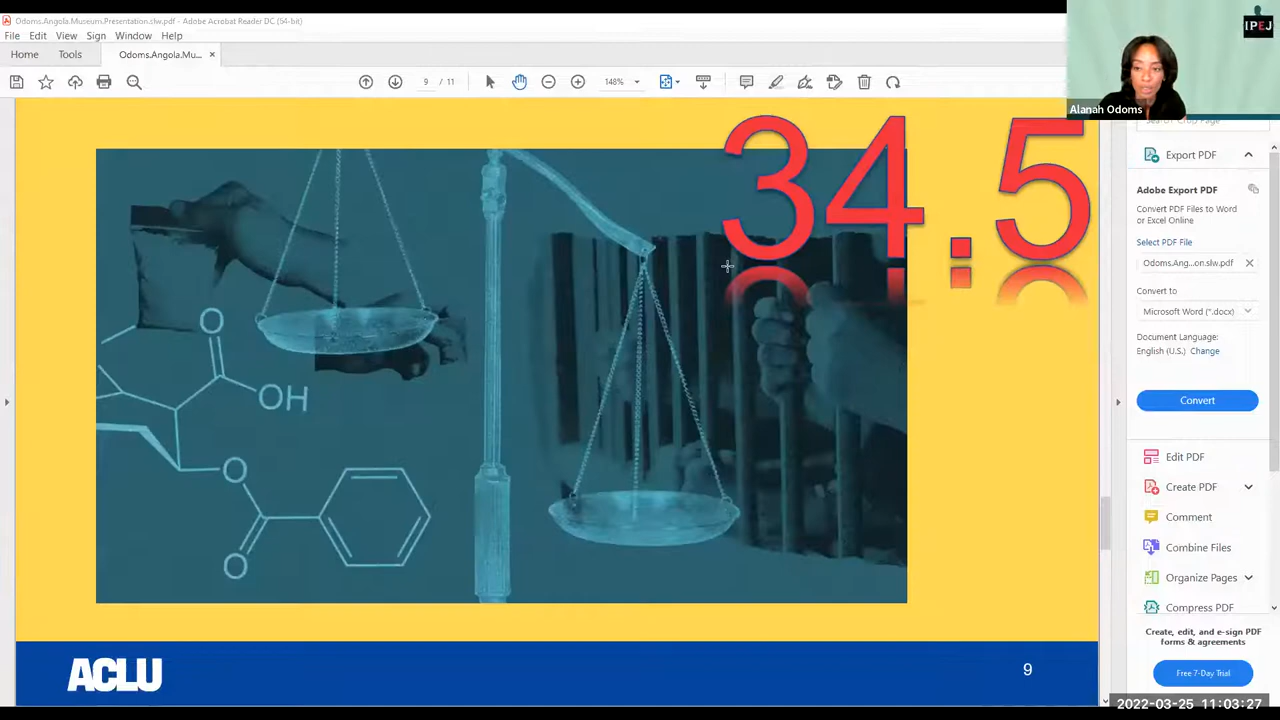 Odoms.Angola.Museum.Presentation.slw.pdf - Adobe Acrobat Reader DC (64-bit)
File Edit View Sign Window Help
Home Tools Odoms.Angola.Mu... ×
9 11 148%
IPEJ
Alanah Odoms
34.5
OH
O
O
ACLU
9
Export PDF
Adobe Export PDF
Convert PDF Files to Word
or Excel Online
Select PDF File
Odoms.Ang...on.slw.pdf
Convert to
Microsoft Word (*.docx)
Document Language:
English (U.S.) Change
Convert
Edit PDF
Create PDF
Comment
Combine Files
Organize Pages
Compress PDF
Create, edit, and e-sign PDF
forms & agreements
Free 7-Day Trial
2022-03-25 11:03:27